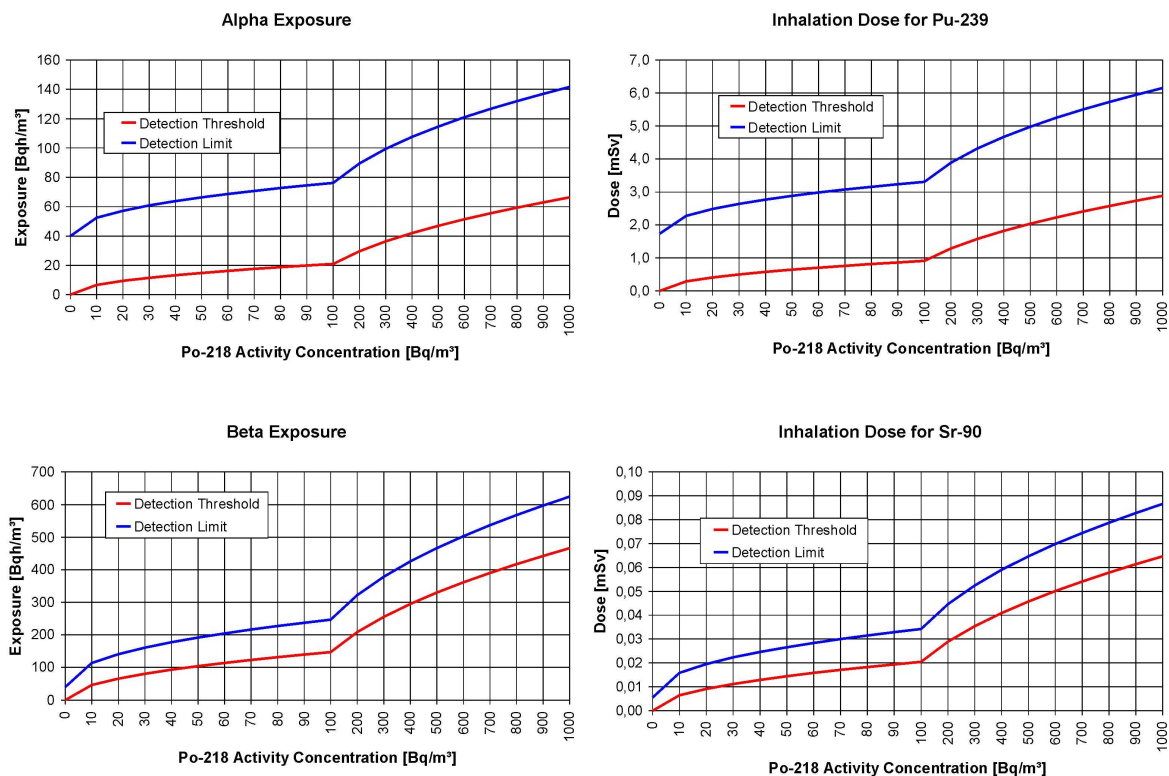 Alpha Exposure
160
140
120
100
80
60
40
20
0
Exposure [Bqh/m³]
Detection Threshold
Detection Limit
0 10 20 30 40 50 60 70 80 90 100 200 300 400 500 600 700 800 900 1000
Po-218 Activity Concentration [Bq/m³]
Inhalation Dose for Pu-239
7,0
6,0
5,0
4,0
3,0
2,0
1,0
0,0
Dose [mSv]
Detection Threshold
Detection Limit
0 10 20 30 40 50 60 70 80 90 100 200 300 400 500 600 700 800 900 1000
Po-218 Activity Concentration [Bq/m³]
Beta Exposure
700
600
500
400
300
200
100
0
Exposure [Bqh/m³]
Detection Threshold
Detection Limit
0 10 20 30 40 50 60 70 80 90 100 200 300 400 500 600 700 800 900 1000
Po-218 Activity Concentration [Bq/m³]
Inhalation Dose for Sr-90
0,10
0,09
0,08
0,07
0,06
0,05
0,04
0,03
0,02
0,01
0,00
Dose [mSv]
Detection Threshold
Detection Limit
0 10 20 30 40 50 60 70 80 90 100 200 300 400 500 600 700 800 900 1000
Po-218 Activity Concentration [Bq/m³]